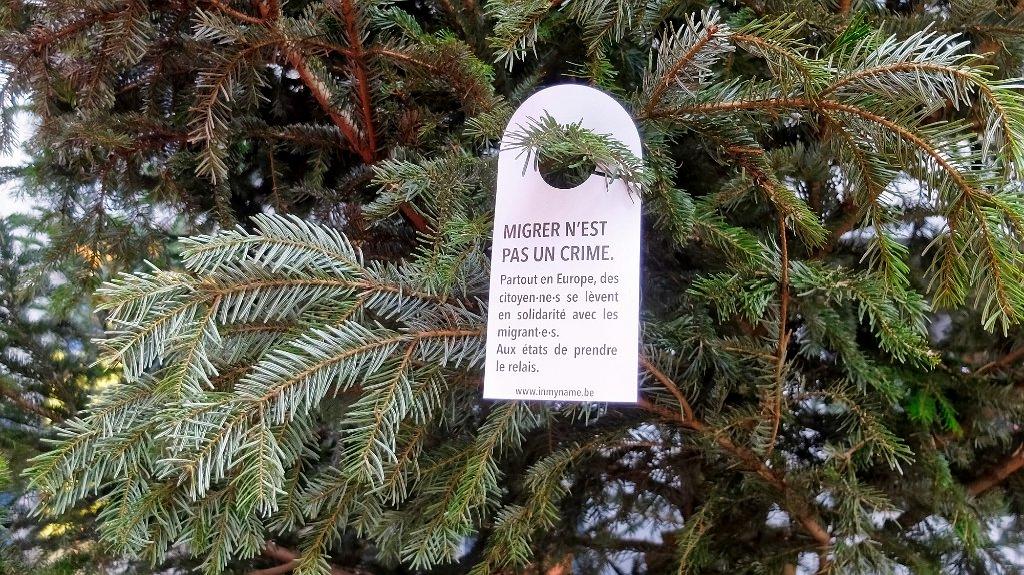 MIGRER N'EST
PAS UN CRIME.
Partout en Europe, des
citoyen·ne·s se lèvent
en solidarité avec les
migrant·e·s.
Aux états de prendre
le relais.
www.inmyname.be